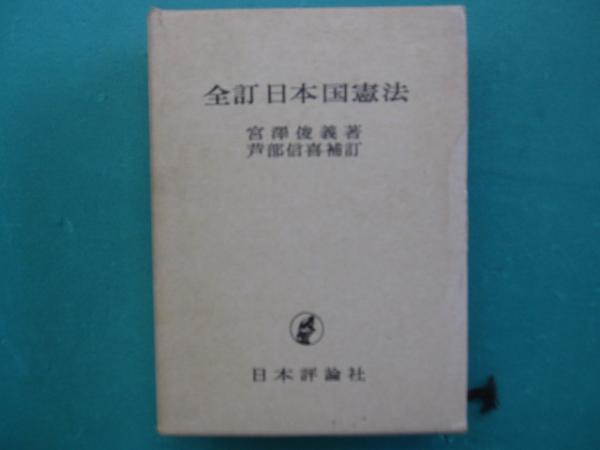 全訂日本国憲法
宮澤俊義著
芦部信喜補訂
日本評論社